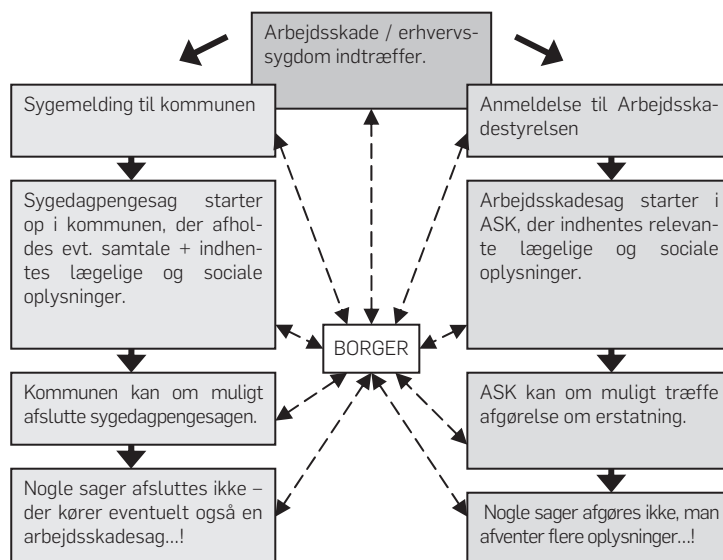 Arbejdsskade / erhvervs-
sygdom indtræffer.
Sygemelding til kommunen
Anmeldelse til Arbejdsska-
destyrelsen
Sygedagpengesag starter
op i kommunen, der afhol-
des evt. samtale + indhen-
tes lægelige og sociale
oplysninger.
Arbejdsskadesag starter i
ASK, der indhentes relevan-
te lægelige og sociale
oplysninger.
BORGER
Kommunen kan om muligt
afslutte sygedagpengesagen.
ASK kan om muligt træffe
afgørelse om erstatning.
Nogle sager afsluttes ikke –
der kører eventuelt også en
arbejdsskadesag...!
Nogle sager afgøres ikke, man
afventer flere oplysninger...!